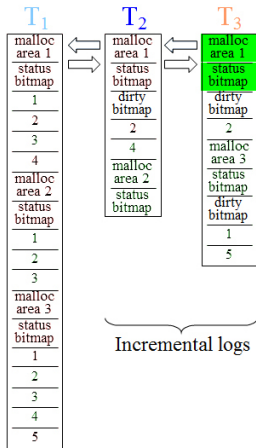 T1
malloc
area 1
status
bitmap
1
2
3
4
malloc
area 2
status
bitmap
1
2
3
malloc
area 3
status
bitmap
1
2
3
4
5
T2
malloc
area 1
status
bitmap
dirty
bitmap
2
4
malloc
area 2
status
bitmap
T3
malloc
area 1
status
bitmap
dirty
bitmap
2
malloc
area 3
status
bitmap
dirty
bitmap
1
5
Incremental logs